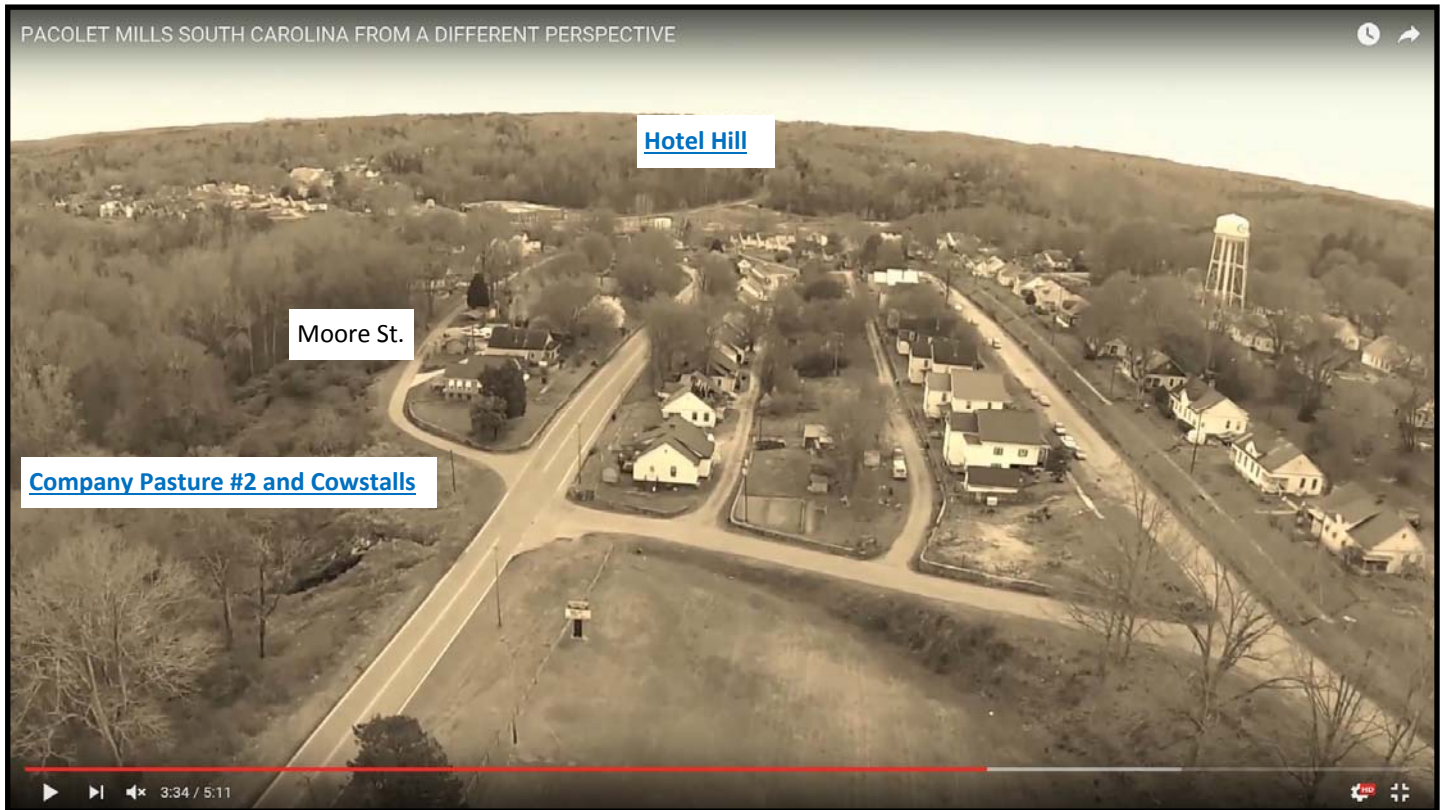 PACOLET MILLS SOUTH CAROLINA FROM A DIFFERENT PERSPECTIVE
Hotel Hill
Moore St.
Company Pasture #2 and Cowstalls
3:34 / 5:11
HD